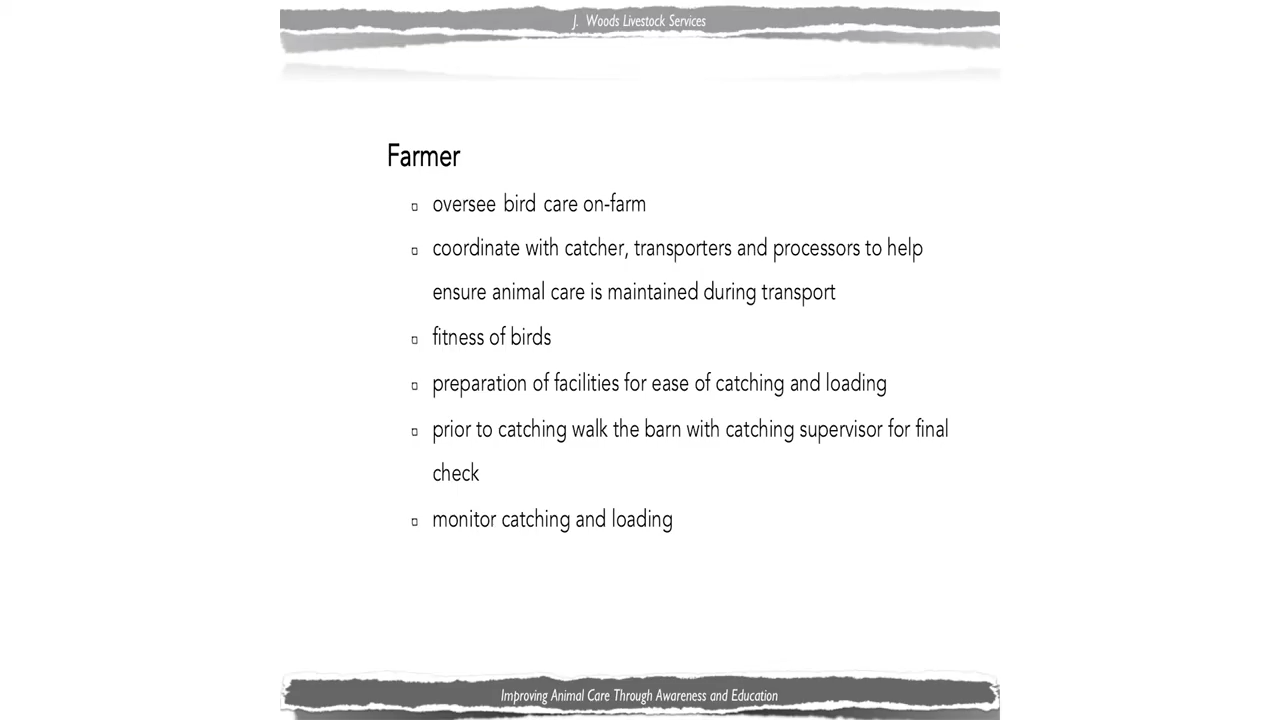 J. Woods Livestock Services
Farmer
oversee bird care on-farm
coordinate with catcher, transporters and processors to help
ensure animal care is maintained during transport
fitness of birds
preparation of facilities for ease of catching and loading
prior to catching walk the barn with catching supervisor for final
check
monitor catching and loading
Improving Animal Care Through Awareness and Education